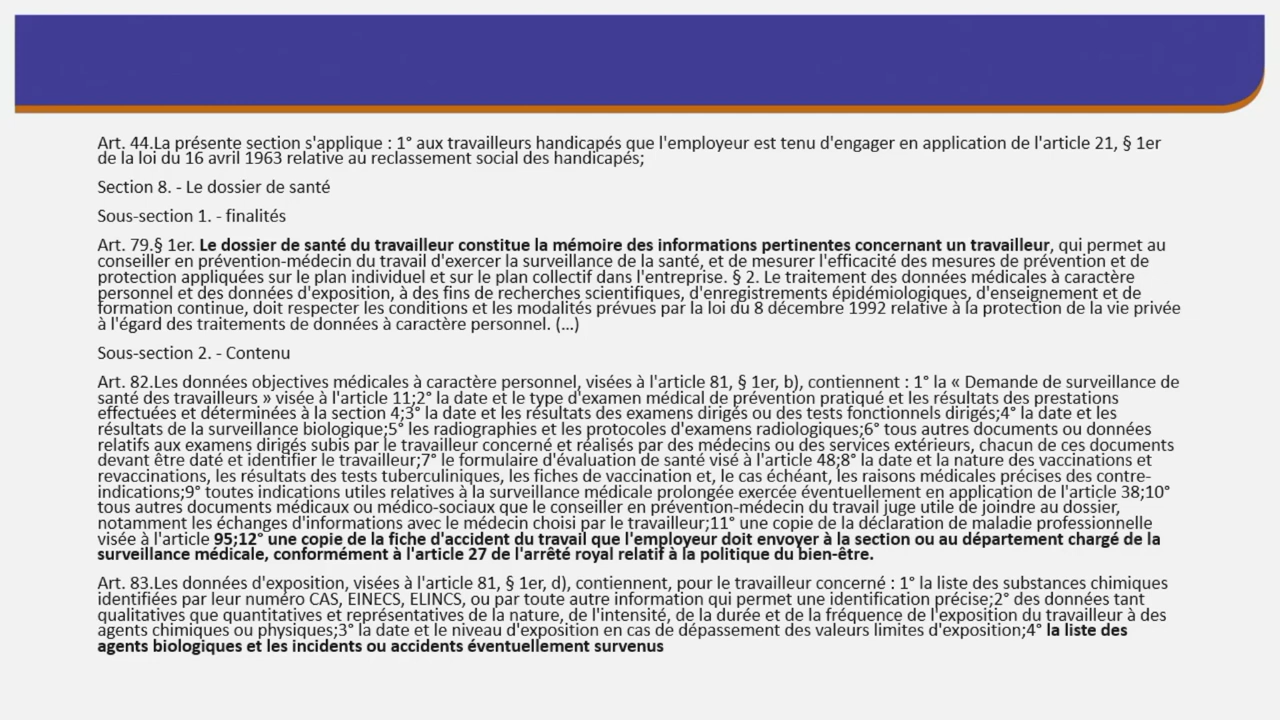 Art. 44.La présente section s'applique : 1° aux travailleurs handicapés que l'employeur est tenu d'engager en application de l'article 21, § 1er
de la loi du 16 avril 1963 relative au reclassement social des handicapés;
Section 8. - Le dossier de santé
Sous-section 1. - finalités
Art. 79.§ 1er. Le dossier de santé du travailleur constitue la mémoire des informations pertinentes concernant un travailleur, qui permet au
conseiller en prévention-médecin du travail d'exercer la surveillance de la santé, et de mesurer l'efficacité des mesures de prévention et de
protection appliquées sur le plan individuel et sur le plan collectif dans l'entreprise. § 2. Le traitement des données médicales à caractère
personnel et des données d'exposition, à des fins de recherches scientifiques, d'enregistrements épidémiologiques, d'enseignement et de
formation continue, doit respecter les conditions et les modalités prévues par la loi du 8 décembre 1992 relative à la protection de la vie privée
à l'égard des traitements de données à caractère personnel. (...)
Sous-section 2. - Contenu
Art. 82.Les données objectives médicales à caractère personnel, visées à l'article 81, § 1er, b), contiennent : 1° la « Demande de surveillance de
santé des travailleurs » visée à l'article 11;2° la date et le type d'examen médical de prévention pratiqué et les résultats des prestations
effectuées et déterminées à la section 4;3° la date et les résultats des examens dirigés ou des tests fonctionnels dirigés;4° la date et les
résultats de la surveillance biologique;5° les radiographies et les protocoles d'examens radiologiques;6° tous autres documents ou données
relatifs aux examens dirigés subis par le travailleur concerné et réalisés par des médecins ou des services extérieurs, chacun de ces documents
devant être daté et identifier le travailleur;7° le formulaire d'évaluation de santé visé à l'article 48;8° la date et la nature des vaccinations et
revaccinations, les résultats des tests tuberculiniques, les fiches de vaccination et, le cas échéant, les raisons médicales précises des contre-
indications;9° toutes indications utiles relatives à la surveillance médicale prolongée exercée éventuellement en application de l'article 38;10°
tous autres documents médicaux ou médico-sociaux que le conseiller en prévention-médecin du travail juge utile de joindre au dossier,
notamment les échanges d'informations avec le médecin choisi par le travailleur;11° une copie de la déclaration de maladie professionnelle
visée à l'article 95;12° une copie de la fiche d'accident du travail que l'employeur doit envoyer à la section ou au département chargé de la
surveillance médicale, conformément à l'article 27 de l'arrêté royal relatif à la politique du bien-être.
Art. 83.Les données d'exposition, visées à l'article 81, § 1er, d), contiennent, pour le travailleur concerné : 1° la liste des substances chimiques
identifiées par leur numéro CAS, EINECS, ELINCS, ou par toute autre information qui permet une identification précise;2° des données tant
qualitatives que quantitatives et représentatives de la nature, de l'intensité, de la durée et de la fréquence de l'exposition du travailleur à des
agents chimiques ou physiques;3° la date et le niveau d'exposition en cas de dépassement des valeurs limites d'exposition;4° la liste des
agents biologiques et les incidents ou accidents éventuellement survenus